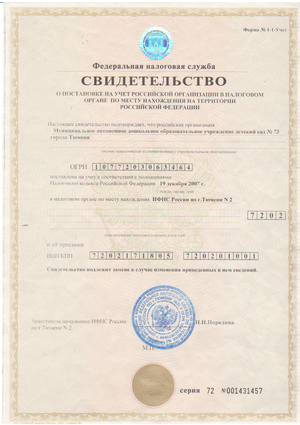 Форма № 1-1-Учет
Федеральная налоговая служба
СВИДЕТЕЛЬСТВО
О ПОСТАНОВКЕ НА УЧЕТ РОССИЙСКОЙ ОРГАНИЗАЦИИ В НАЛОГОВОМ
ОРГАНЕ ПО МЕСТУ НАХОЖДЕНИЯ НА ТЕРРИТОРИИ
РОССИЙСКОЙ ФЕДЕРАЦИИ
Настоящее свидетельство подтверждает, что российская организация
Муниципальное автономное дошкольное образовательное учреждение детский сад № 73
города Тюмени
ОГРН 1077203063464
поставлена на учет в соответствии с положениями
Налогового кодекса Российской Федерации 19 декабря 2007 г.
в налоговом органе по месту нахождения ИФНС России по г.Тюмени N 2
7202
и ей присвоен
ИНН/КПП 7202171805 720201001
Свидетельство подлежит замене в случае изменения приведенных в нем сведений.
Заместитель начальника ИФНС России
по г.Тюмени N 2
серия 72 №001431457